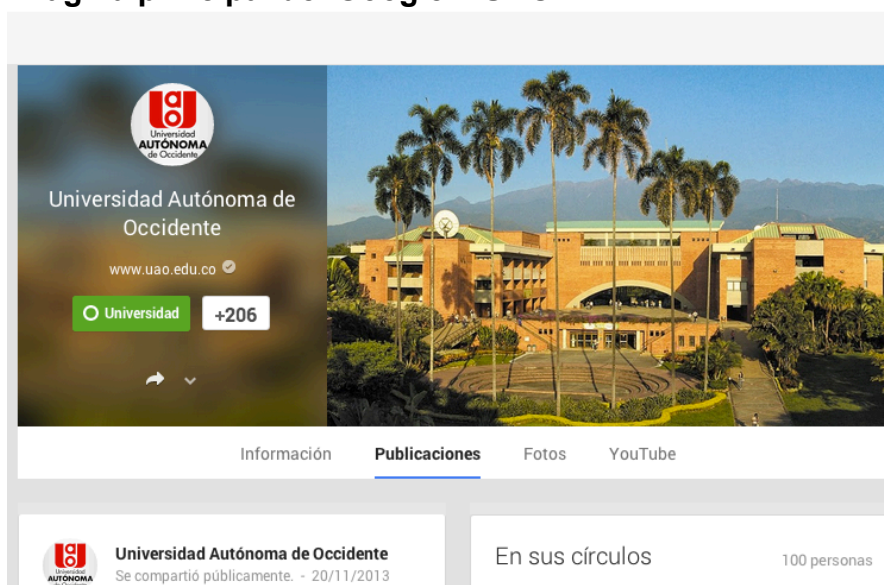 Universidad
AUTÓNOMA
de Occidente
Universidad Autónoma de
Occidente
www.uao.edu.co
Universidad
+206
Información
Publicaciones
Fotos
YouTube
Universidad Autónoma de Occidente
Se compartió públicamente. - 20/11/2013
AUTÓNOMA
En sus círculos
100 personas